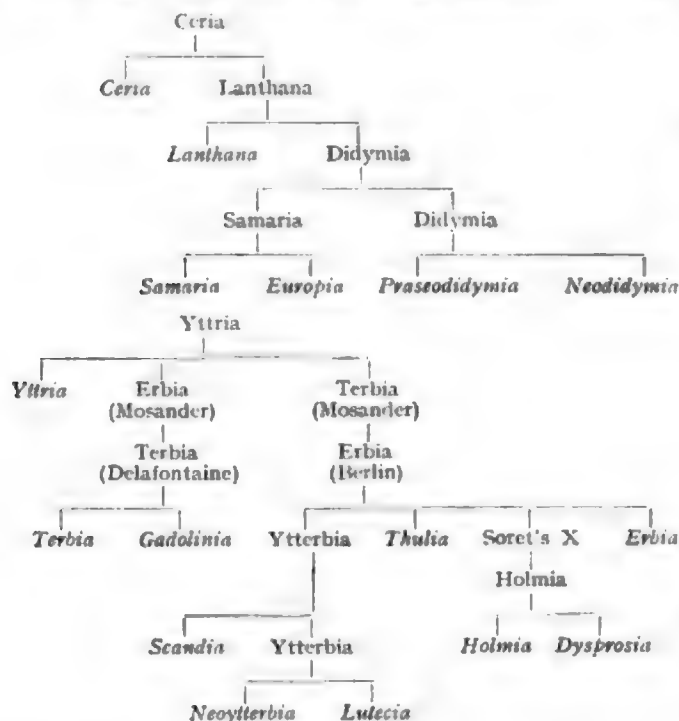 Ceria
Ceria Lanthana
Lanthana Didymia
Samaria Didymia
Samaria Europia Praseodidymia Neodidymia
Yttria
Yttria Erbia Terbia
(Mosander) (Mosander)
Terbia Erbia
(Delafontaine) (Berlin)
Terbia Gadolinia Ytterbia Thulia Soret's X Erbia
Holmia
Scandia Ytterbia Holmia Dysprosia
Neoytterbia Lutecia